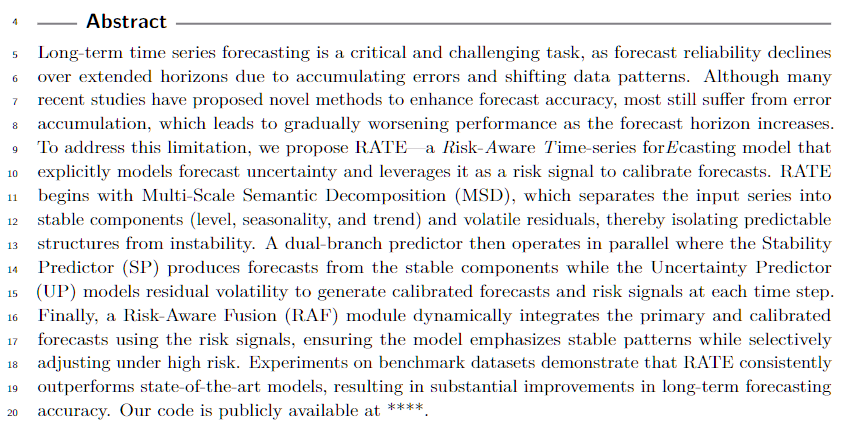 4 Abstract
5 Long-term time series forecasting is a critical and challenging task, as forecast reliability declines
6 over extended horizons due to accumulating errors and shifting data patterns. Although many
7 recent studies have proposed novel methods to enhance forecast accuracy, most still suffer from error
8 accumulation, which leads to gradually worsening performance as the forecast horizon increases.
9 To address this limitation, we propose RATE—a Risk-Aware Time-series forEcasting model that
10 explicitly models forecast uncertainty and leverages it as a risk signal to calibrate forecasts. RATE
11 begins with Multi-Scale Semantic Decomposition (MSD), which separates the input series into
12 stable components (level, seasonality, and trend) and volatile residuals, thereby isolating predictable
13 structures from instability. A dual-branch predictor then operates in parallel where the Stability
14 Predictor (SP) produces forecasts from the stable components while the Uncertainty Predictor
15 (UP) models residual volatility to generate calibrated forecasts and risk signals at each time step.
16 Finally, a Risk-Aware Fusion (RAF) module dynamically integrates the primary and calibrated
17 forecasts using the risk signals, ensuring the model emphasizes stable patterns while selectively
18 adjusting under high risk. Experiments on benchmark datasets demonstrate that RATE consistently
19 outperforms state-of-the-art models, resulting in substantial improvements in long-term forecasting
20 accuracy. Our code is publicly available at ****.